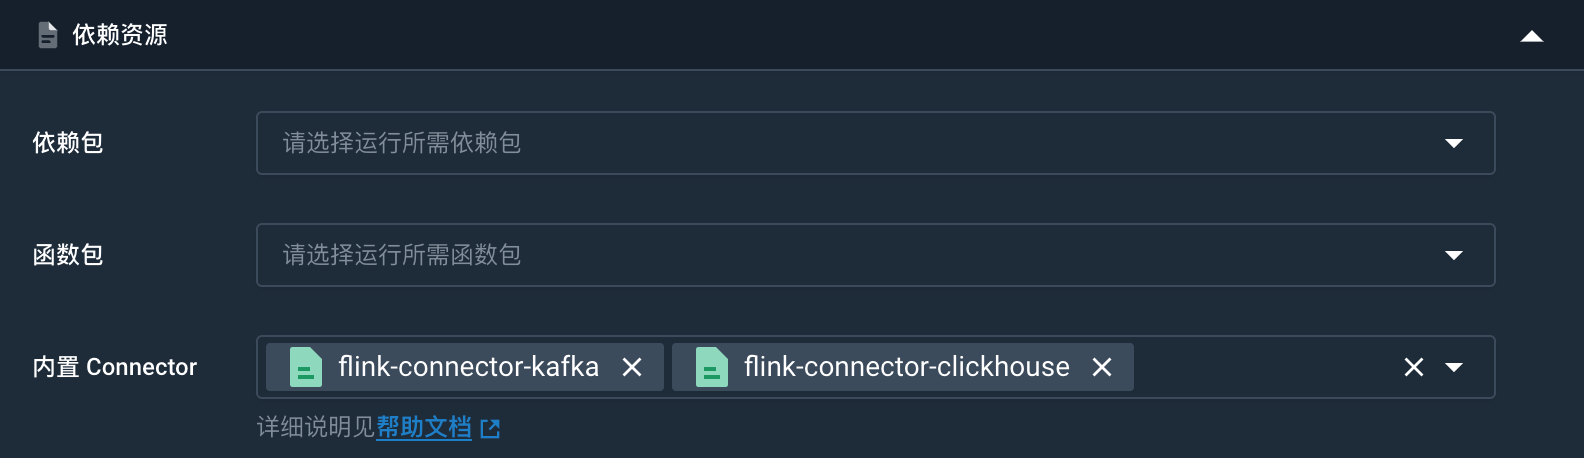 依赖资源
依赖包
请选择运行所需依赖包
函数包
请选择运行所需函数包
内置 Connector
flink-connector-kafka
flink-connector-clickhouse
详细说明见帮助文档